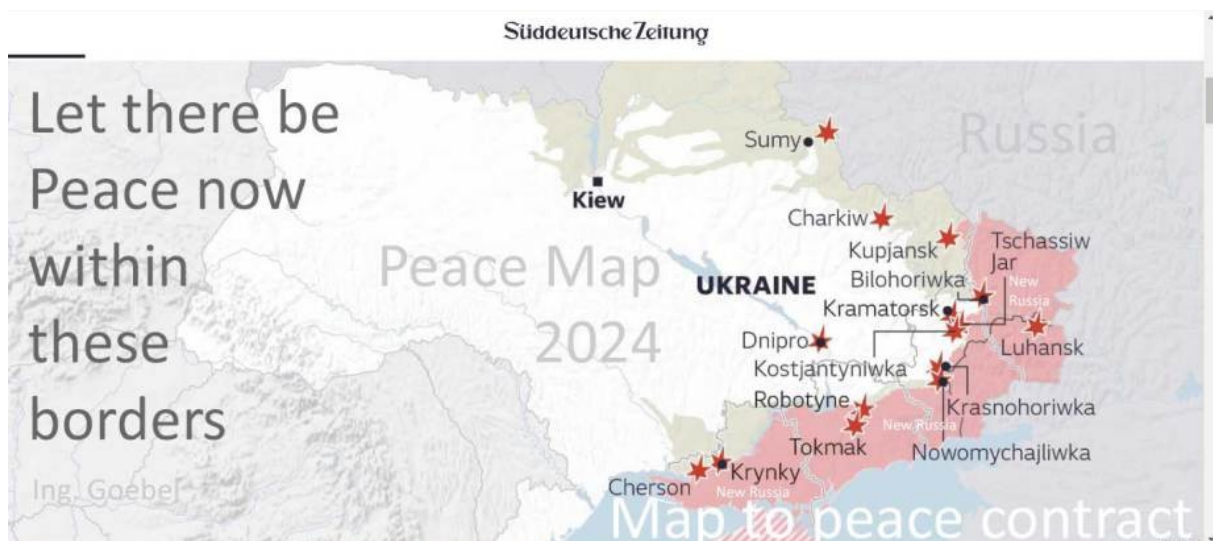 Süddeutsche Zeitung
Let there be
Peace now
within
these
borders
Ing. Goebel
Peace Map
2024
Russia
Sumy
Kiew
Charkiw
Kupjansk
Tschassiw
Jar
Bilohoriwka
New
Russia
UKRAINE
Kramatorsk
Dnipro
Luhansk
Kostjantyniwka
Robotyne
Krasnohoriwka
New Russia
Tokmak
Nowomychajliwka
Krynky
Cherson
New Russia
Map to peace contract